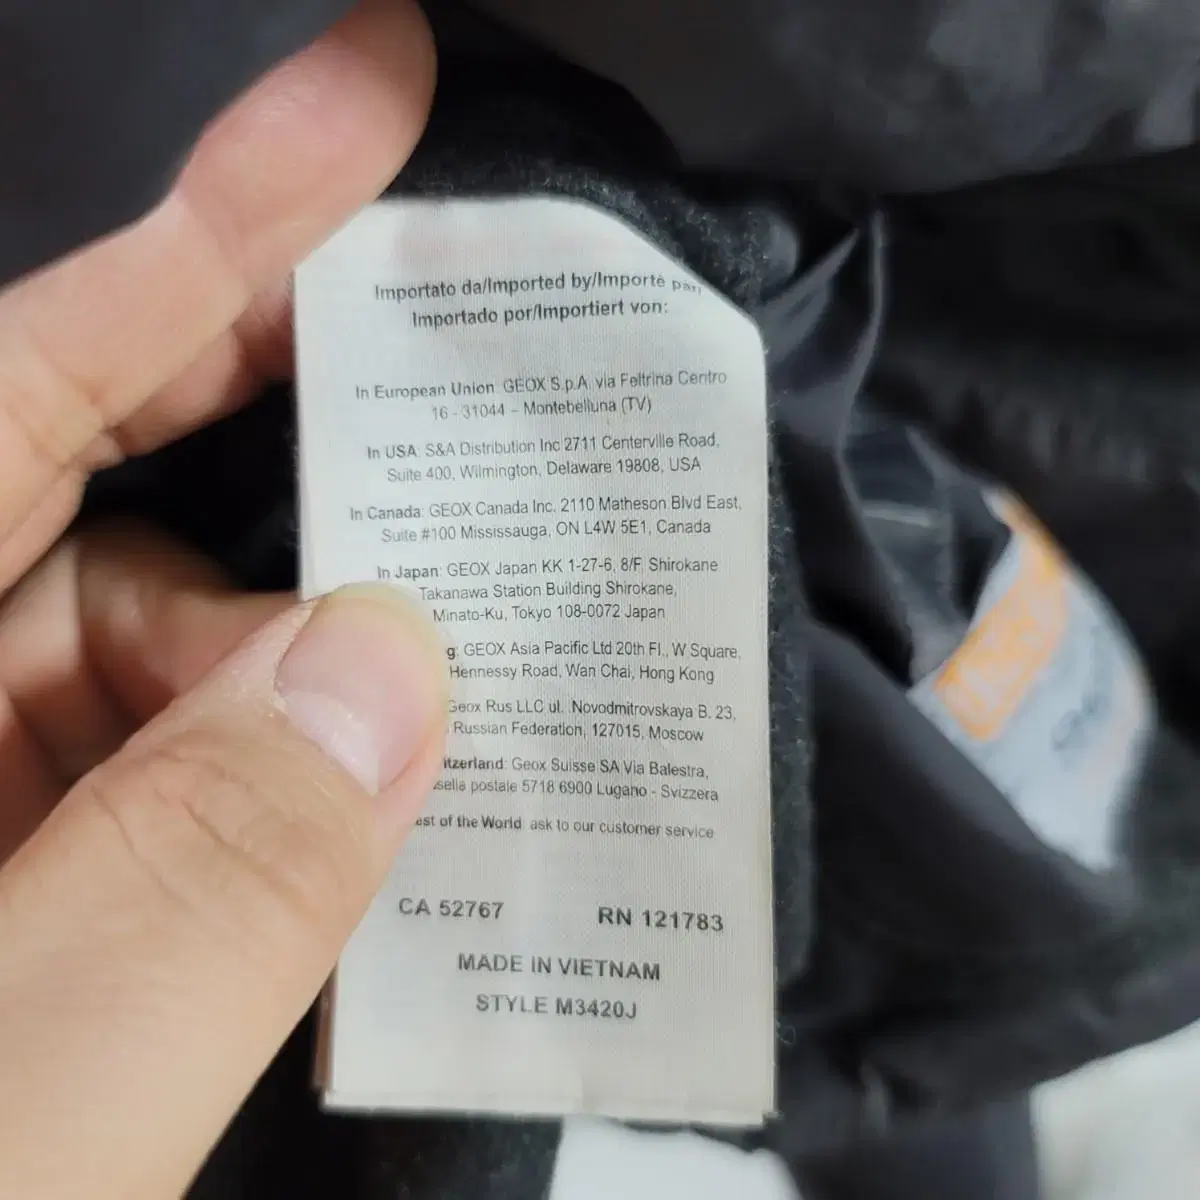 Importato da/Imported by/Importé par/
Importado por/Importiert von:
In European Union: GEOX S.p.A. via Feltrina Centro
16 - 31044 – Montebelluna (TV)
In USA: S&A Distribution Inc 2711 Centerville Road,
Suite 400, Wilmington, Delaware 19808, USA
In Canada: GEOX Canada Inc. 2110 Matheson Blvd East,
Suite #100 Mississauga, ON L4W 5E1, Canada
In Japan: GEOX Japan KK 1-27-6, 8/F, Shirokane
Takanawa Station Building Shirokane,
Minato-Ku, Tokyo 108-0072 Japan
g: GEOX Asia Pacific Ltd 20th Fl., W Square,
Hennessy Road, Wan Chai, Hong Kong
Geox Rus LLC ul. Novodmitrovskaya B. 23,
Russian Federation, 127015, Moscow
itzerland: Geox Suisse SA Via Balestra,
sella postale 5718 6900 Lugano - Svizzera
est of the World: ask to our customer service
CA 52767 RN 121783
MADE IN VIETNAM
STYLE M3420J